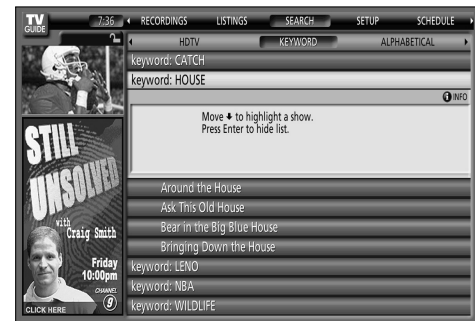 TV
GUIDE
7:36
RECORDINGS LISTINGS SEARCH SETUP SCHEDULE
HDTV KEYWORD ALPHABETICAL
keyword: CATCH
keyword: HOUSE
i INFO
Move to highlight a show.
Press Enter to hide list.
Around the House
Ask This Old House
Bear in the Big Blue House
Bringing Down the House
keyword: LENO
keyword: NBA
keyword: WILDLIFE
STILL
UNSOLVED
with
Craig Smith
Friday
10:00pm
CHANNEL
9
CLICK HERE